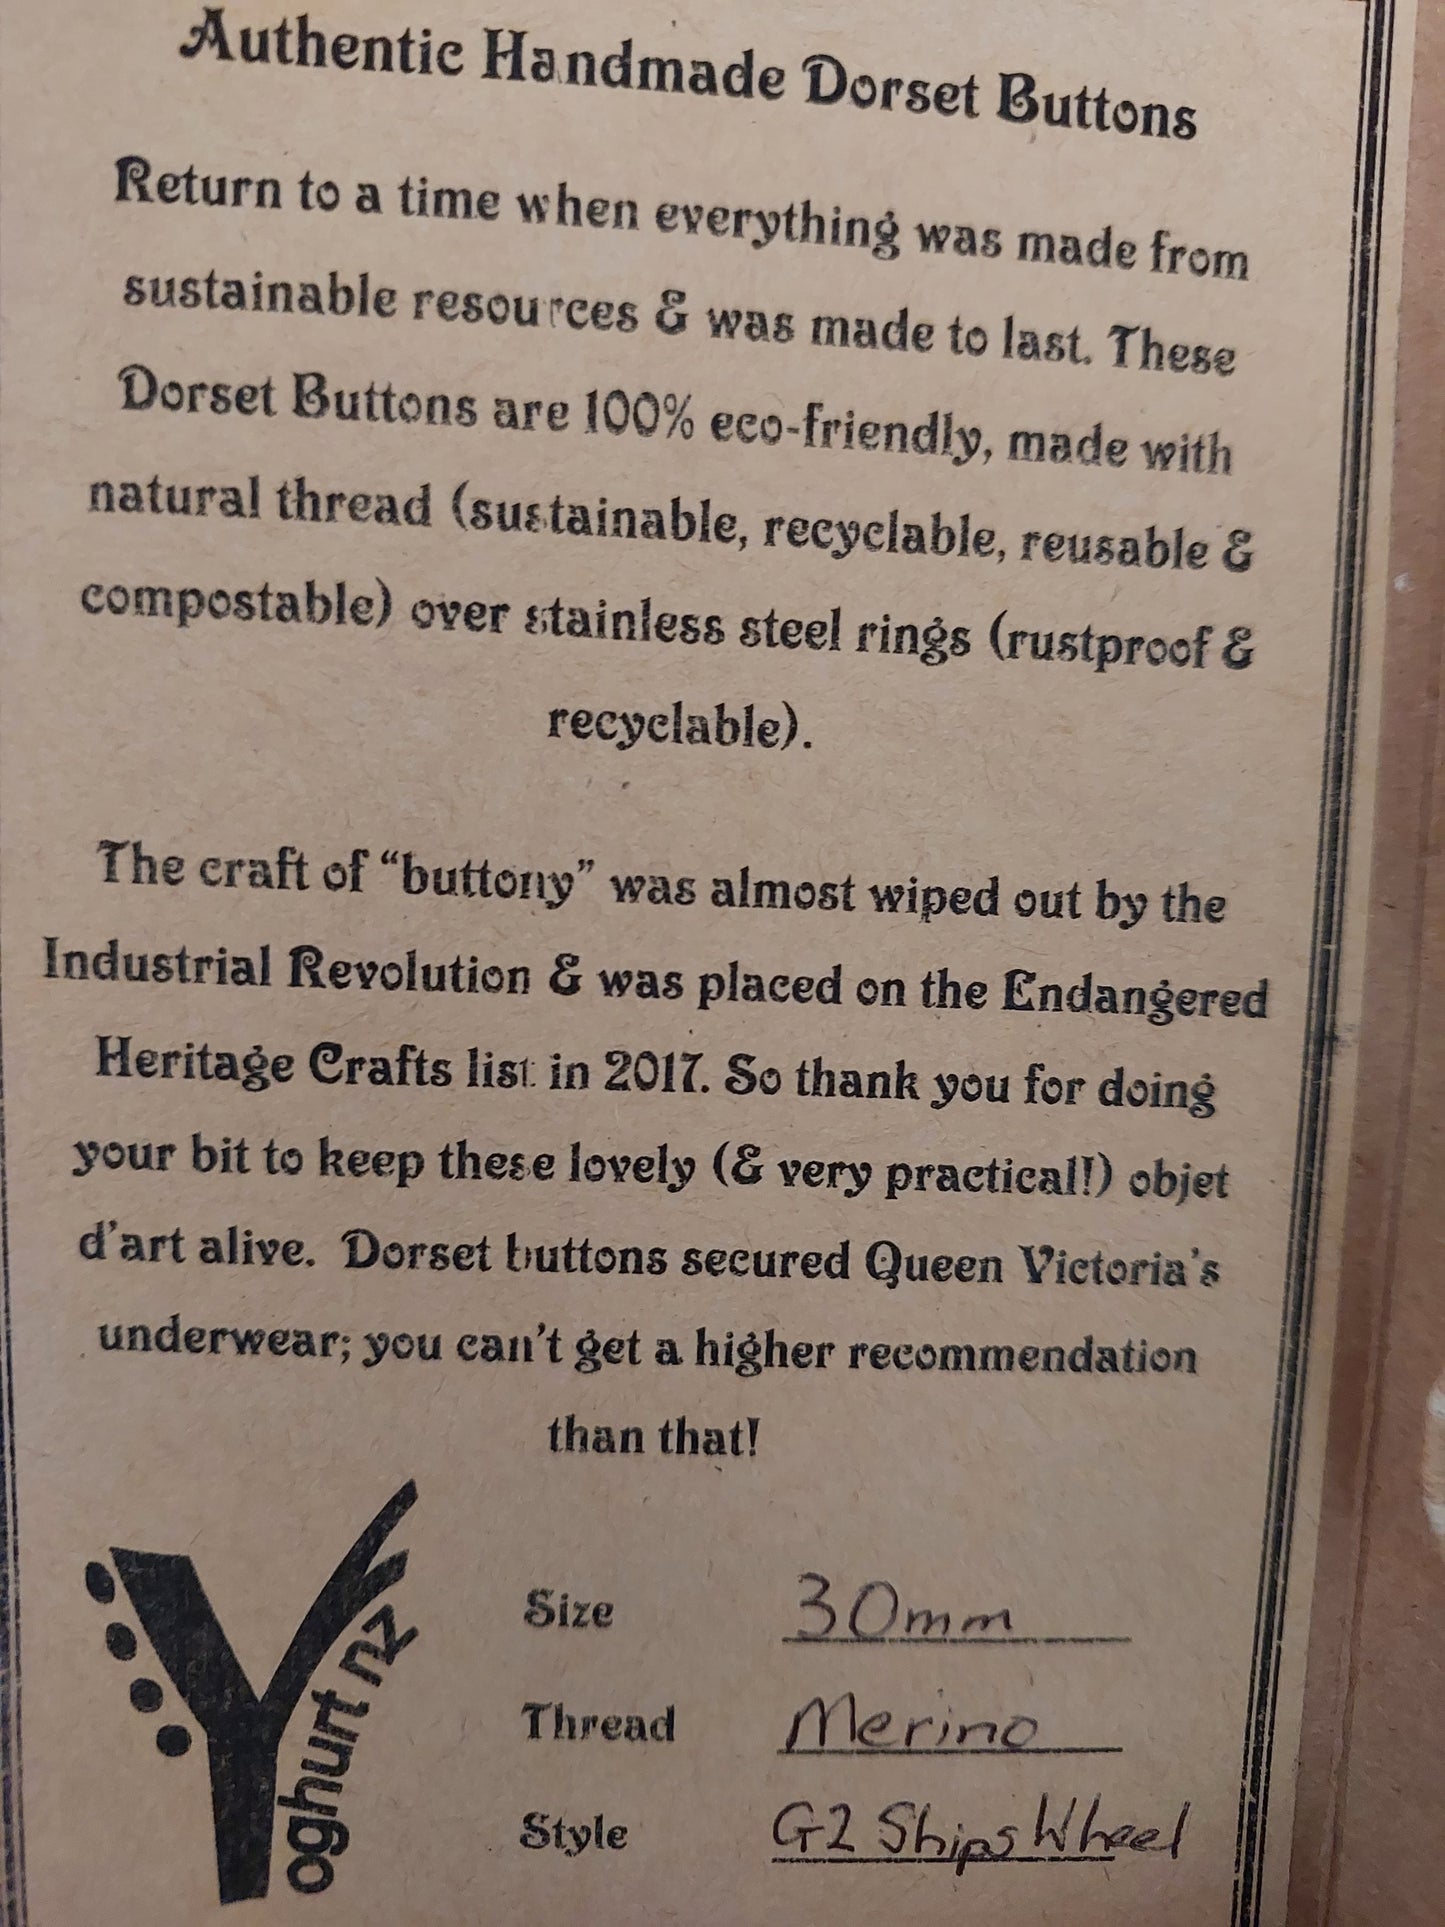 Authentic Handmade Dorset Buttons
Return to a time when everything was made from
sustainable resources & was made to last. These
Dorset Buttons are 100% eco-friendly, made with
natural thread (sustainable, recyclable, reusable &
compostable) over stainless steel rings (rustproof &
recyclable).
The craft of “buttony” was almost wiped out by the
Industrial Revolution & was placed on the Endangered
Heritage Crafts list in 2017. So thank you for doing
your bit to keep these lovely (& very practical!) objet
d’art alive. Dorset buttons secured Queen Victoria's
underwear; you can’t get a higher recommendation
than that!
Yoghurt nz
Size 30mm
Thread Merino
Style G2 Ships Wheel